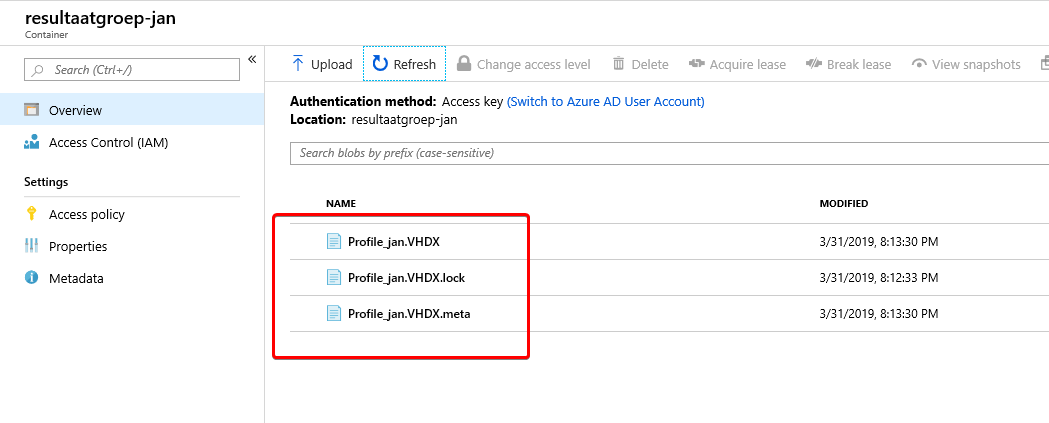 resultaatgroep-jan
Container
Search (Ctrl+/)
«
Overview
Access Control (IAM)
Settings
Access policy
Properties
Metadata
Upload Refresh Change access level Delete Acquire lease Break lease View snapshots
Authentication method: Access key (Switch to Azure AD User Account)
Location: resultaatgroep-jan
Search blobs by prefix (case-sensitive)
NAME MODIFIED
Profile_jan.VHDX 3/31/2019, 8:13:30 PM
Profile_jan.VHDX.lock 3/31/2019, 8:12:33 PM
Profile_jan.VHDX.meta 3/31/2019, 8:13:30 PM